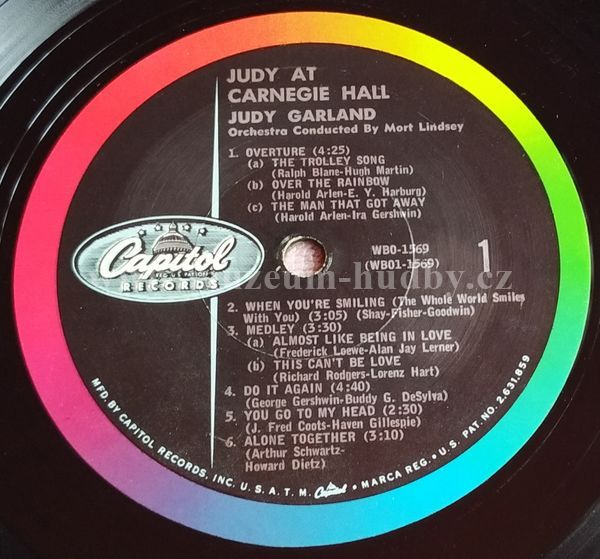 JUDY AT
CARNEGIE HALL
JUDY GARLAND
Orchestra Conducted By Mort Lindsey
1. OVERTURE (4:25)
(a) THE TROLLEY SONG
(Ralph Blane-Hugh Martin)
(b) OVER THE RAINBOW
(Harold Arlen-E. Y. Harburg)
(c) THE MAN THAT GOT AWAY
(Harold Arlen-Ira Gershwin)
Capitol
REG. U.S. PAT. OFF.
RECORDS
WBO-1569
(WBO1-1569)
1
muzeum-hudby.cz
2. WHEN YOU'RE SMILING (The Whole World Smiles
With You) (3:05) (Shay-Fisher-Goodwin)
3. MEDLEY (3:30)
(a) ALMOST LIKE BEING IN LOVE
(Frederick Loewe-Alan Jay Lerner)
(b) THIS CAN'T BE LOVE
(Richard Rodgers-Lorenz Hart)
4. DO IT AGAIN (4:40)
(George Gershwin-Buddy G. DeSylva)
5. YOU GO TO MY HEAD (2:30)
(J. Fred Coots-Haven Gillespie)
6. ALONE TOGETHER (3:10)
(Arthur Schwartz-
Howard Dietz)
MFD. BY CAPITOL RECORDS, INC. U. S. A. T. M. Capitol • MARCA REG. • U. S. PAT. NO. 2,631,859